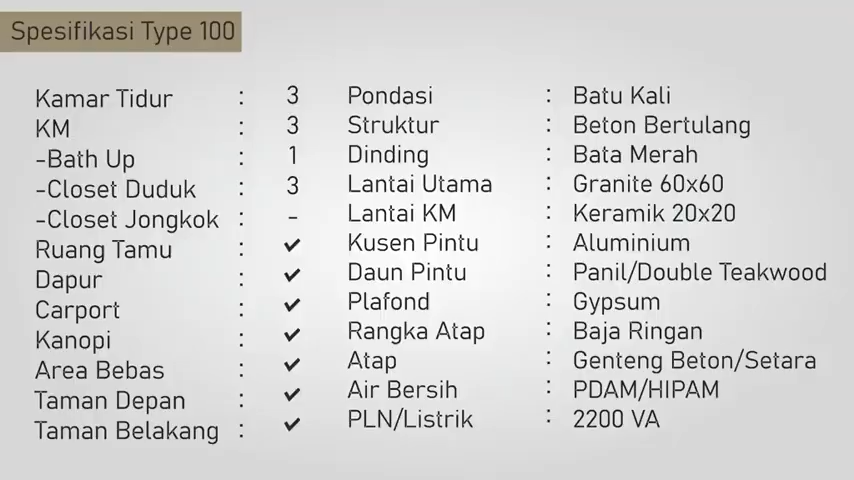 Spesifikasi Type 100
Kamar Tidur : 3
KM : 3
-Bath Up : 1
-Closet Duduk : 3
-Closet Jongkok : -
Ruang Tamu : ✓
Dapur : ✓
Carport : ✓
Kanopi : ✓
Area Bebas : ✓
Taman Depan : ✓
Taman Belakang : ✓
Pondasi : Batu Kali
Struktur : Beton Bertulang
Dinding : Bata Merah
Lantai Utama : Granite 60x60
Lantai KM : Keramik 20x20
Kusen Pintu : Aluminium
Daun Pintu : Panil/Double Teakwood
Plafond : Gypsum
Rangka Atap : Baja Ringan
Atap : Genteng Beton/Setara
Air Bersih : PDAM/HIPAM
PLN/Listrik : 2200 VA